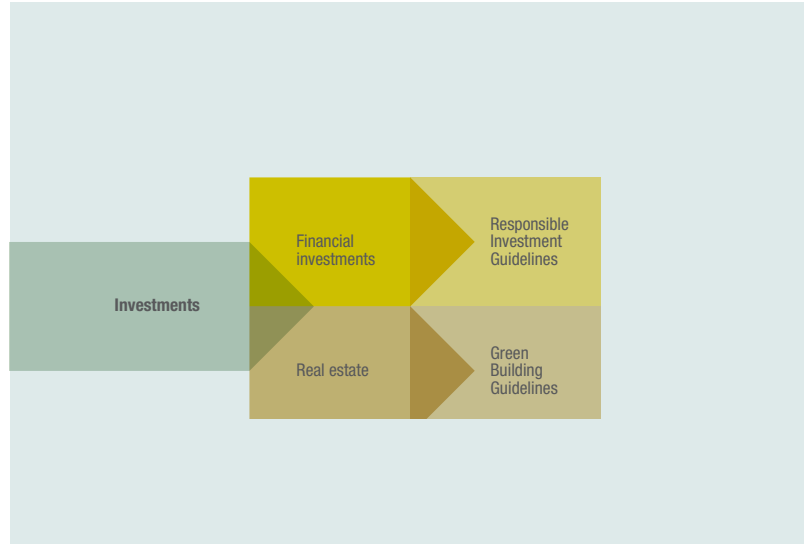 Investments
Financial
investments
Responsible
Investment
Guidelines
Real estate
Green
Building
Guidelines